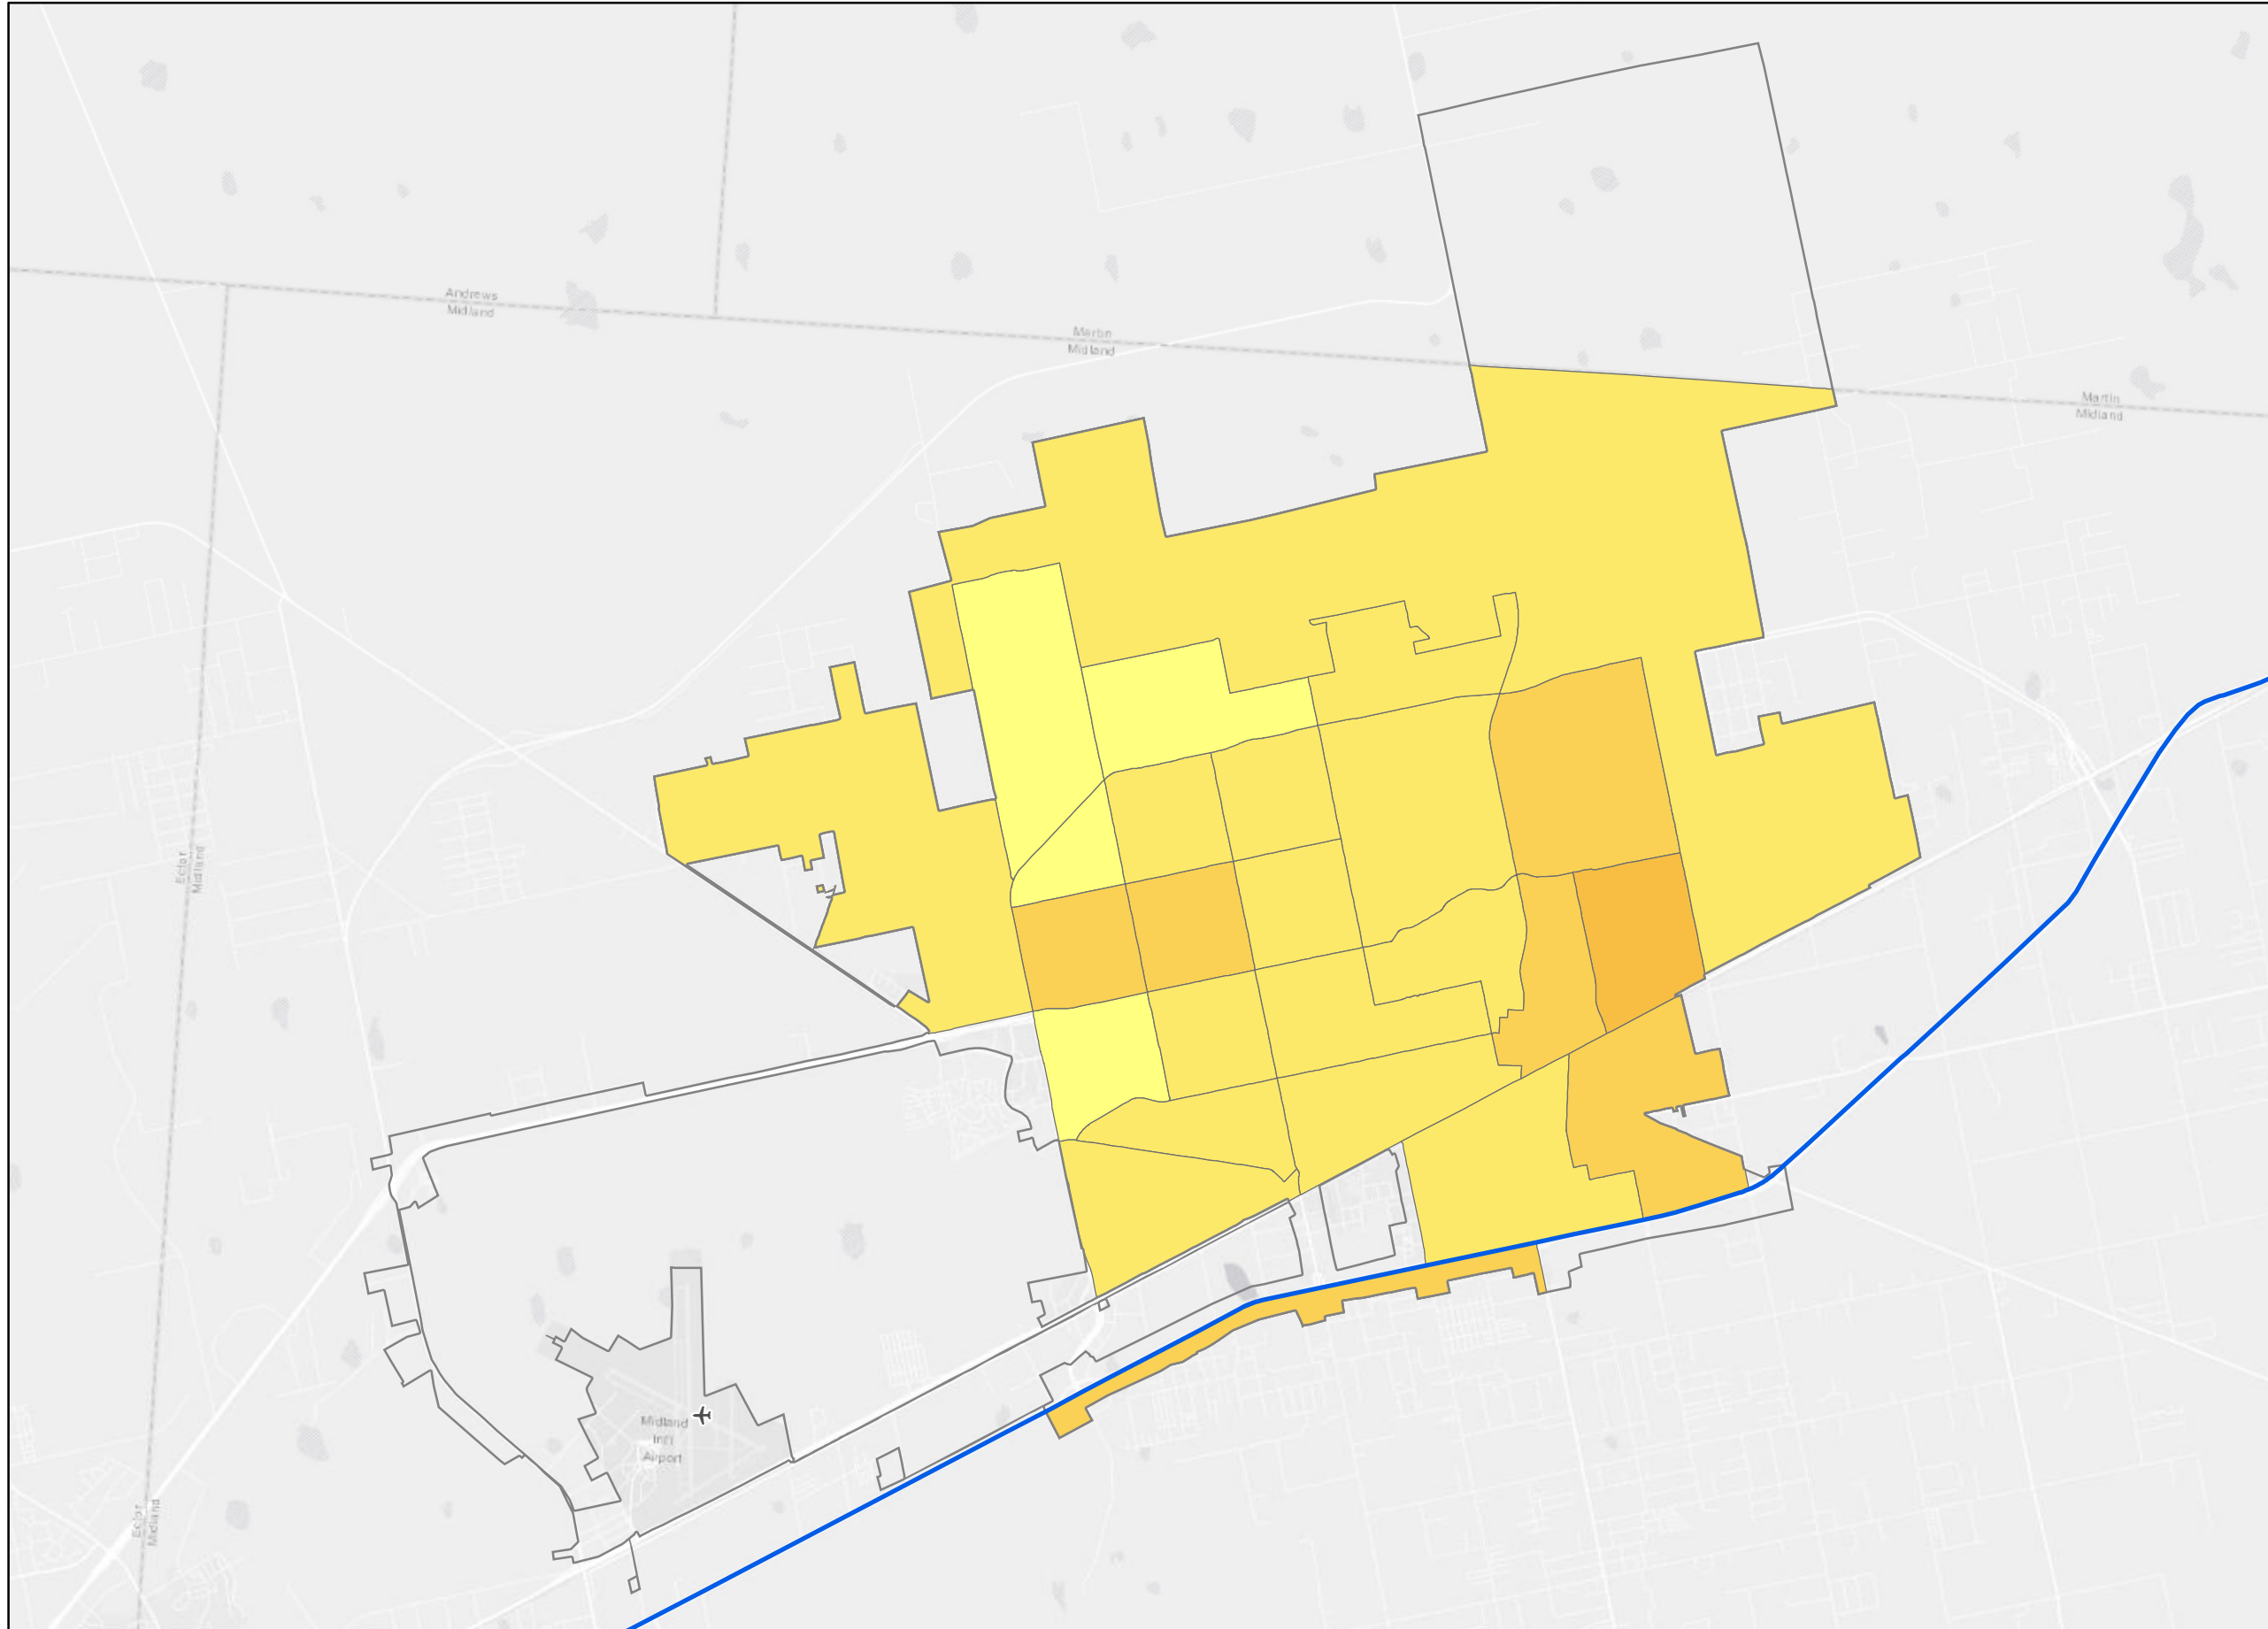 Andrews
Midland
Martin
Midland
Martin
Midland
Ector
Midland
Midland
Int'l
Airport
Ector
Midland